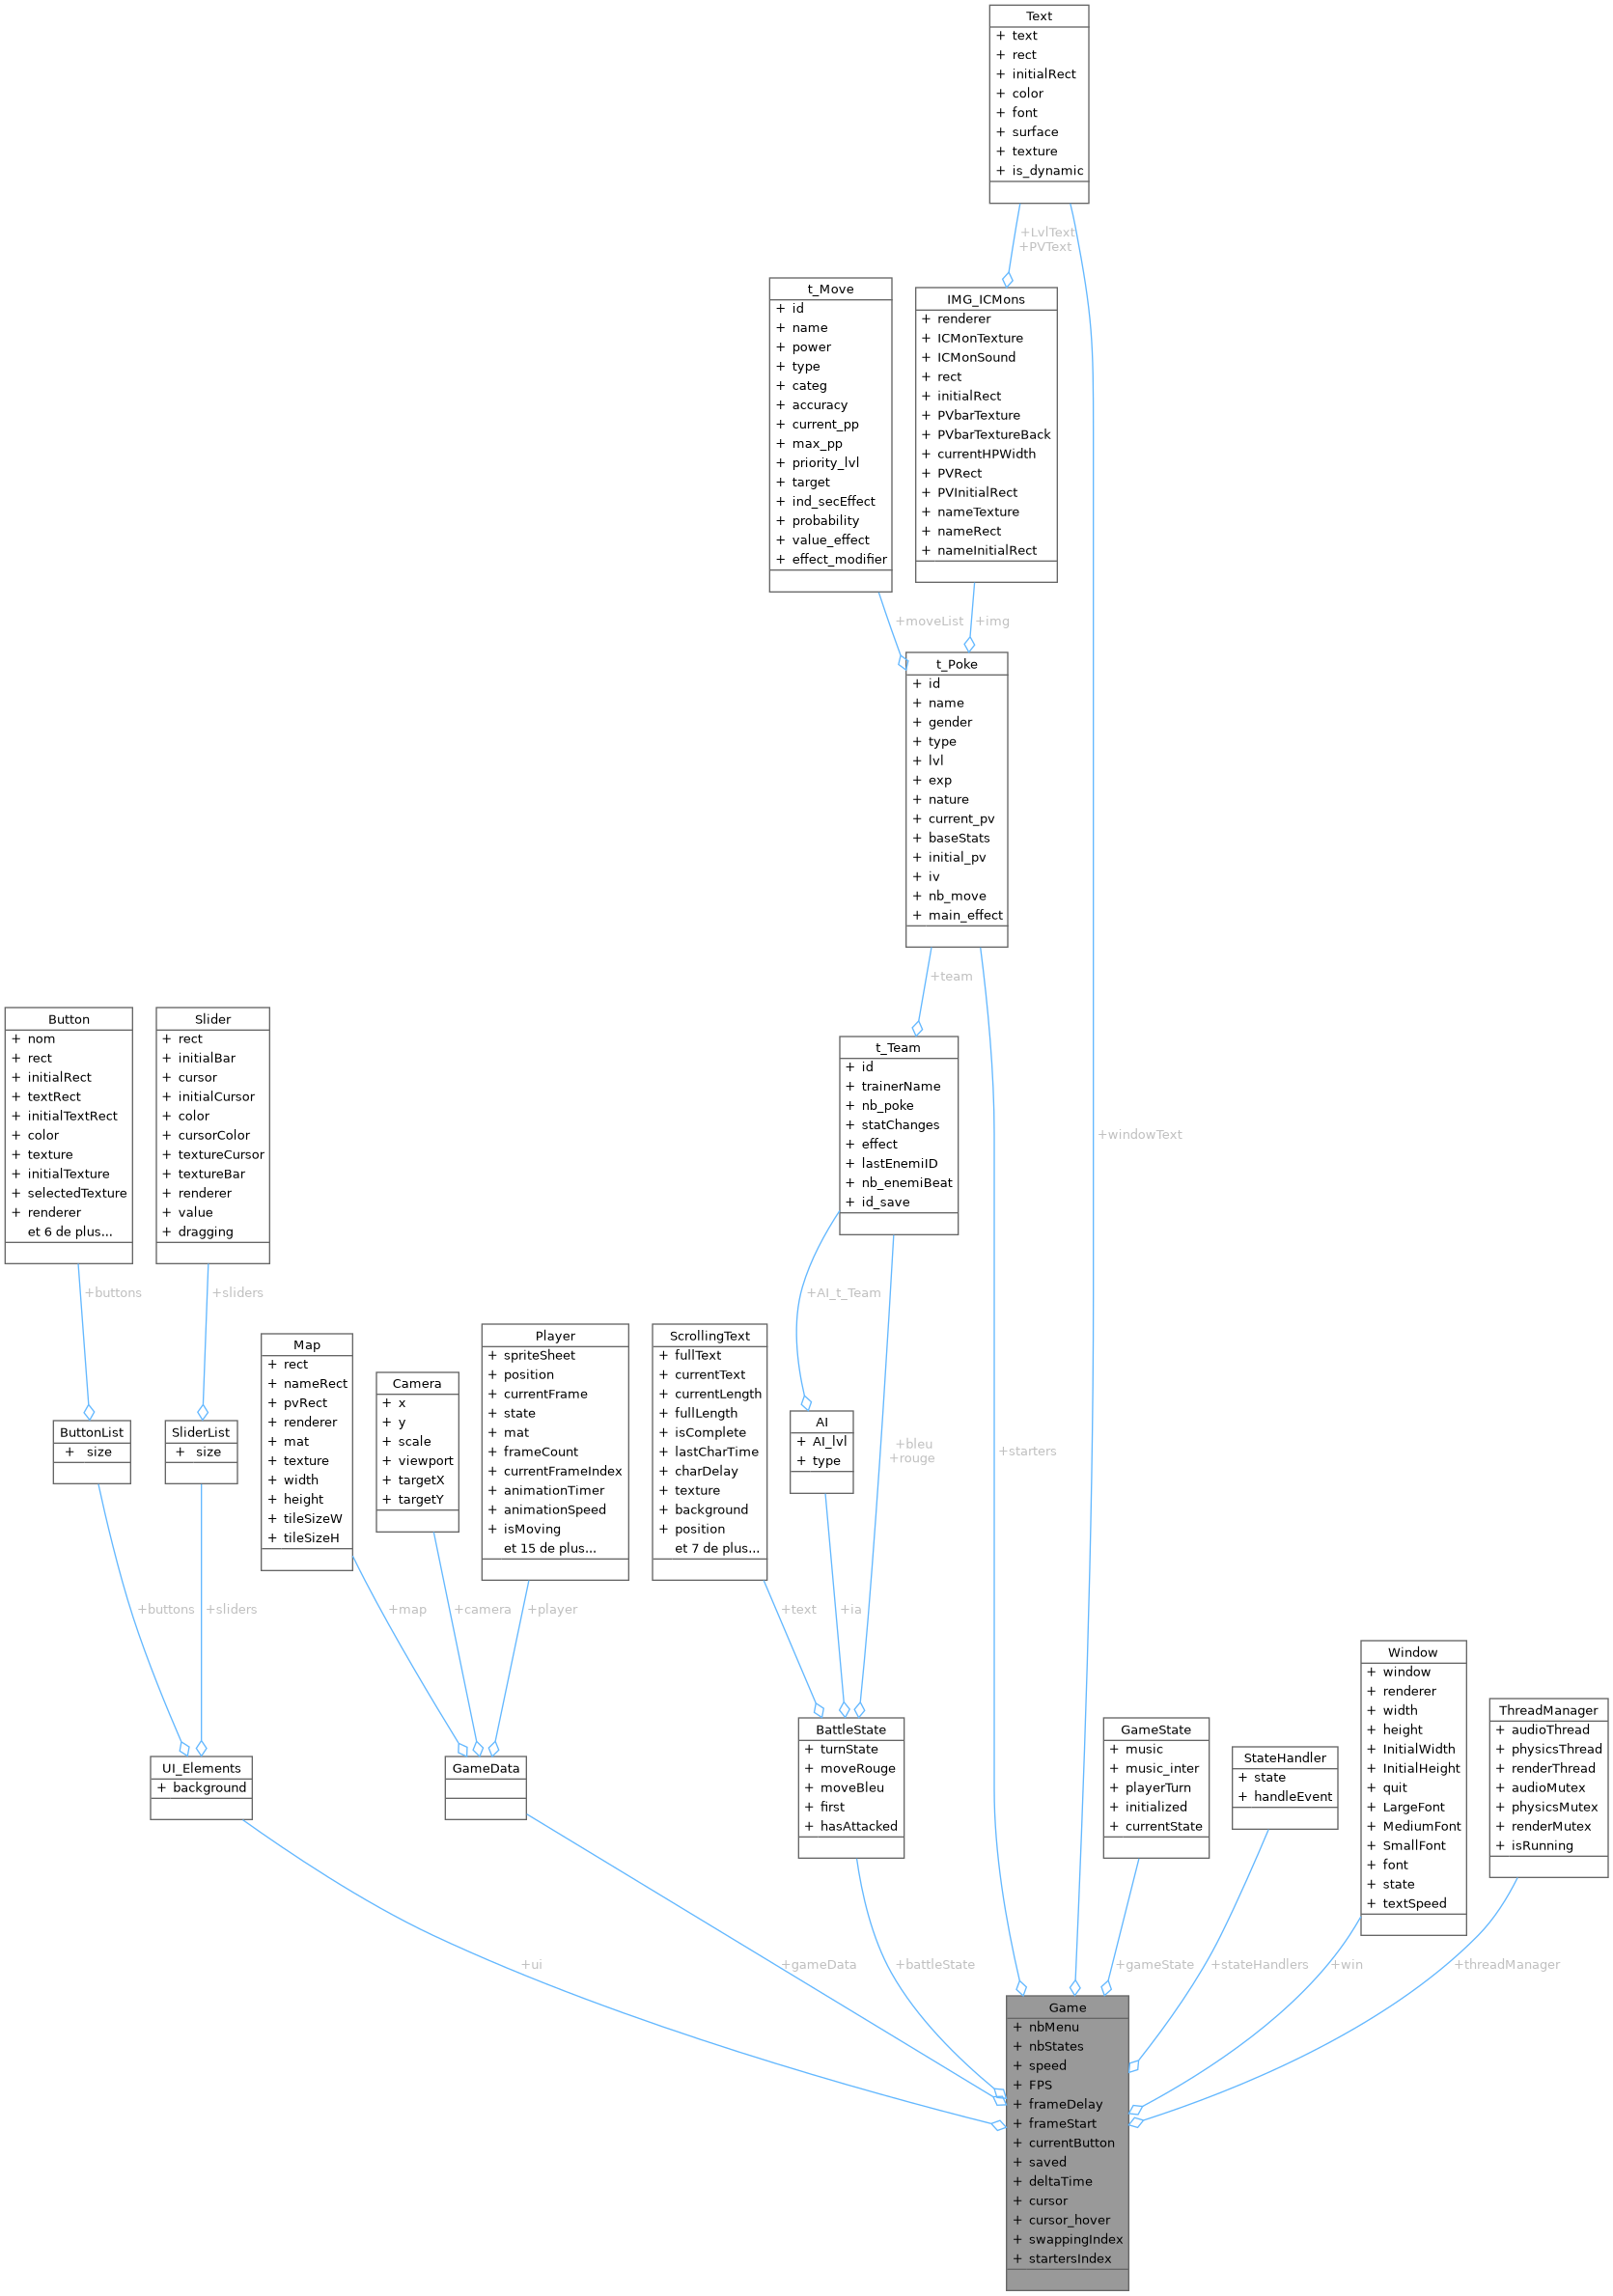 Text
+ text
+ rect
+ initialRect
+ color
+ font
+ surface
+ texture
+ is_dynamic
+LvlText
+PVText
t_Move
+ id
+ name
+ power
+ type
+ categ
+ accuracy
+ current_pp
+ max_pp
+ priority_lvl
+ target
+ ind_secEffect
+ probability
+ value_effect
+ effect_modifier
IMG_ICMons
+ renderer
+ ICMonTexture
+ ICMonSound
+ rect
+ initialRect
+ PVbarTexture
+ PVbarTextureBack
+ currentHPWidth
+ PVRect
+ PVInitialRect
+ nameTexture
+ nameRect
+ nameInitialRect
+moveList
+img
t_Poke
+ id
+ name
+ gender
+ type
+ lvl
+ exp
+ nature
+ current_pv
+ baseStats
+ initial_pv
+ iv
+ nb_move
+ main_effect
+team
Button
+ nom
+ rect
+ initialRect
+ textRect
+ initialTextRect
+ color
+ texture
+ initialTexture
+ selectedTexture
+ renderer
et 6 de plus...
Slider
+ rect
+ initialBar
+ cursor
+ initialCursor
+ color
+ cursorColor
+ textureCursor
+ textureBar
+ renderer
+ value
+ dragging
t_Team
+ id
+ trainerName
+ nb_poke
+ statChanges
+ effect
+ lastEnemiID
+ nb_enemiBeat
+ id_save
+windowText
+buttons
+sliders
+AI_t_Team
Map
+ rect
+ nameRect
+ pvRect
+ renderer
+ mat
+ texture
+ width
+ height
+ tileSizeW
+ tileSizeH
Camera
+ x
+ y
+ scale
+ viewport
+ targetX
+ targetY
Player
+ spriteSheet
+ position
+ currentFrame
+ state
+ mat
+ frameCount
+ currentFrameIndex
+ animationTimer
+ animationSpeed
+ isMoving
et 15 de plus...
ScrollingText
+ fullText
+ currentText
+ currentLength
+ fullLength
+ isComplete
+ lastCharTime
+ charDelay
+ texture
+ background
+ position
et 7 de plus...
ButtonList
+ size
SliderList
+ size
AI
+ AI_lvl
+ type
+bleu
+rouge
+starters
+buttons
+sliders
+map
+camera
+player
+text
+ia
UI_Elements
+ background
GameData
BattleState
+ turnState
+ moveRouge
+ moveBleu
+ first
+ hasAttacked
GameState
+ music
+ music_inter
+ playerTurn
+ initialized
+ currentState
StateHandler
+ state
+ handleEvent
Window
+ window
+ renderer
+ width
+ height
+ InitialWidth
+ InitialHeight
+ quit
+ LargeFont
+ MediumFont
+ SmallFont
+ font
+ state
+ textSpeed
ThreadManager
+ audioThread
+ physicsThread
+ renderThread
+ audioMutex
+ physicsMutex
+ renderMutex
+ isRunning
+ui
+gameData
+battleState
+gameState
+stateHandlers
+win
+threadManager
Game
+ nbMenu
+ nbStates
+ speed
+ FPS
+ frameDelay
+ frameStart
+ currentButton
+ saved
+ deltaTime
+ cursor
+ cursor_hover
+ swappingIndex
+ startersIndex